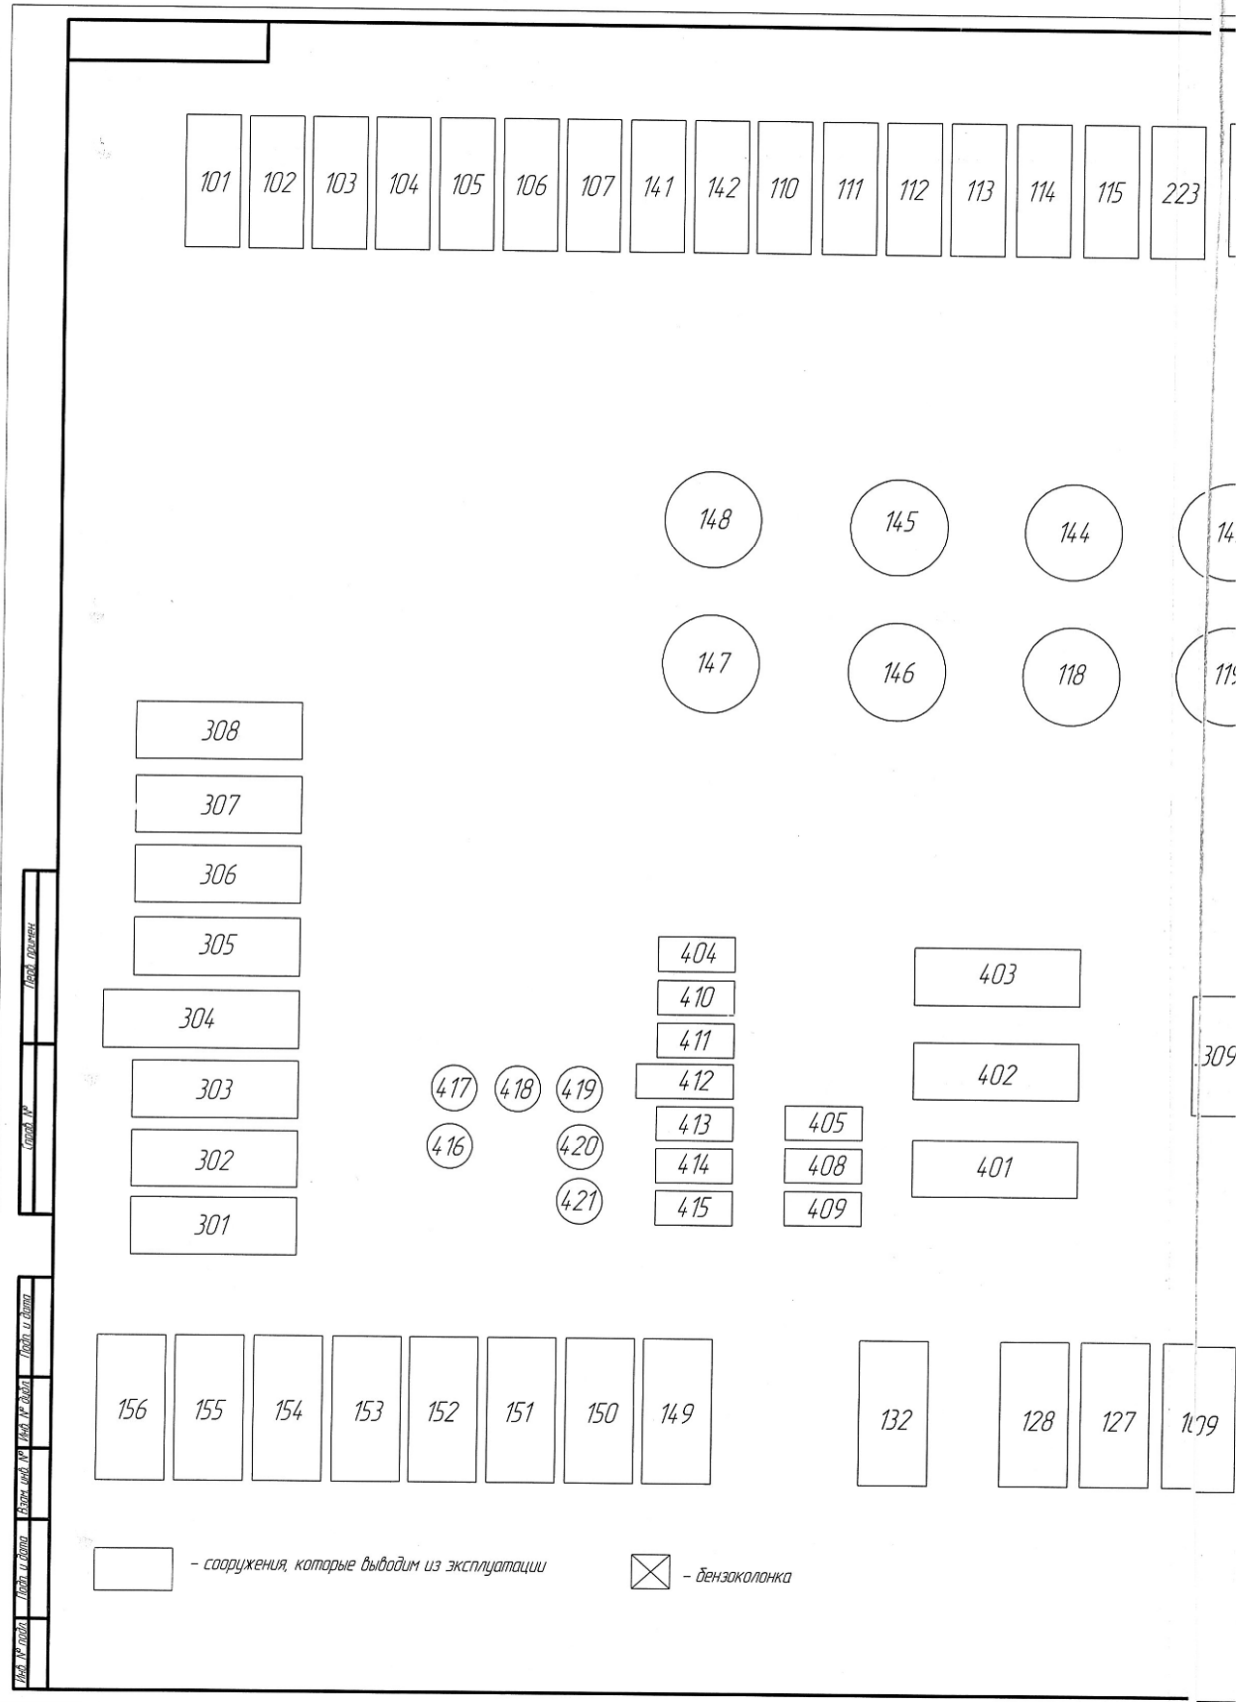 101 102 103 104 105 106 107 141 142 110 111 112 113 114 115 223
148 145 144 14
147 146 118 119
308
307
306
305
304
303
302
301
404
410
411
412
413
414
415
417 418 419
416 420
421
405
408
409
403
402
401
309
156 155 154 153 152 151 150 149 132 128 127 109
– сооружения, которые выводим из эксплуатации
– бензоколонка
Перв. примен.
Справ. №
Подп. и дата
Инв. № дубл.
Взам. инв. №
Подп. и дата
Инв. № подл.